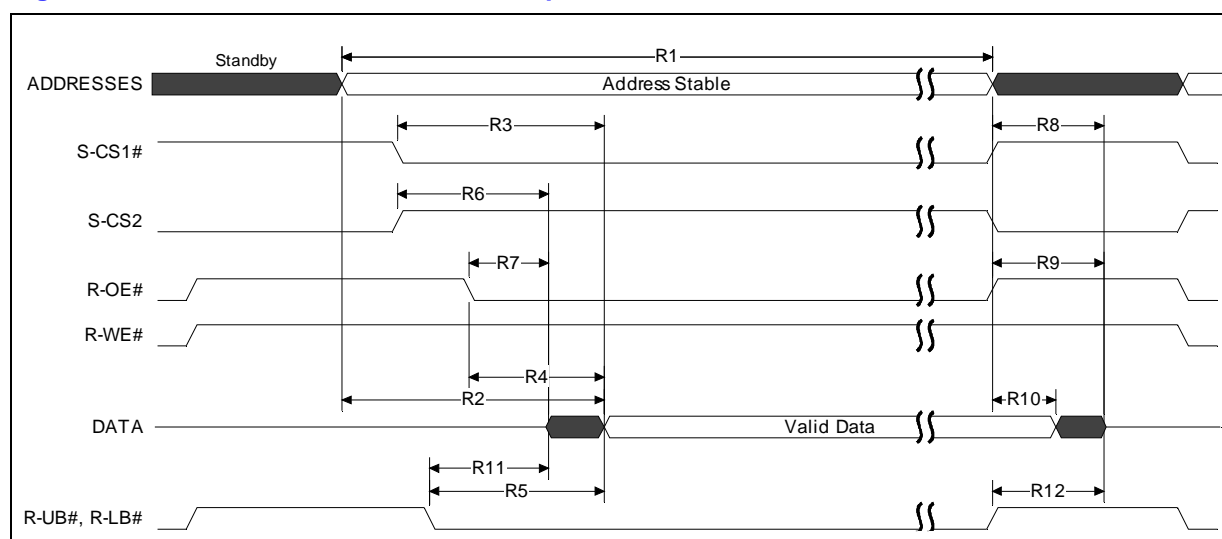 Standby
R1
ADDRESSES
Address Stable
R3
R8
S-CS1#
R6
S-CS2
R7
R9
R-OE#
R-WE#
R4
R2
R10
DATA
Valid Data
R11
R5
R12
R-UB#, R-LB#